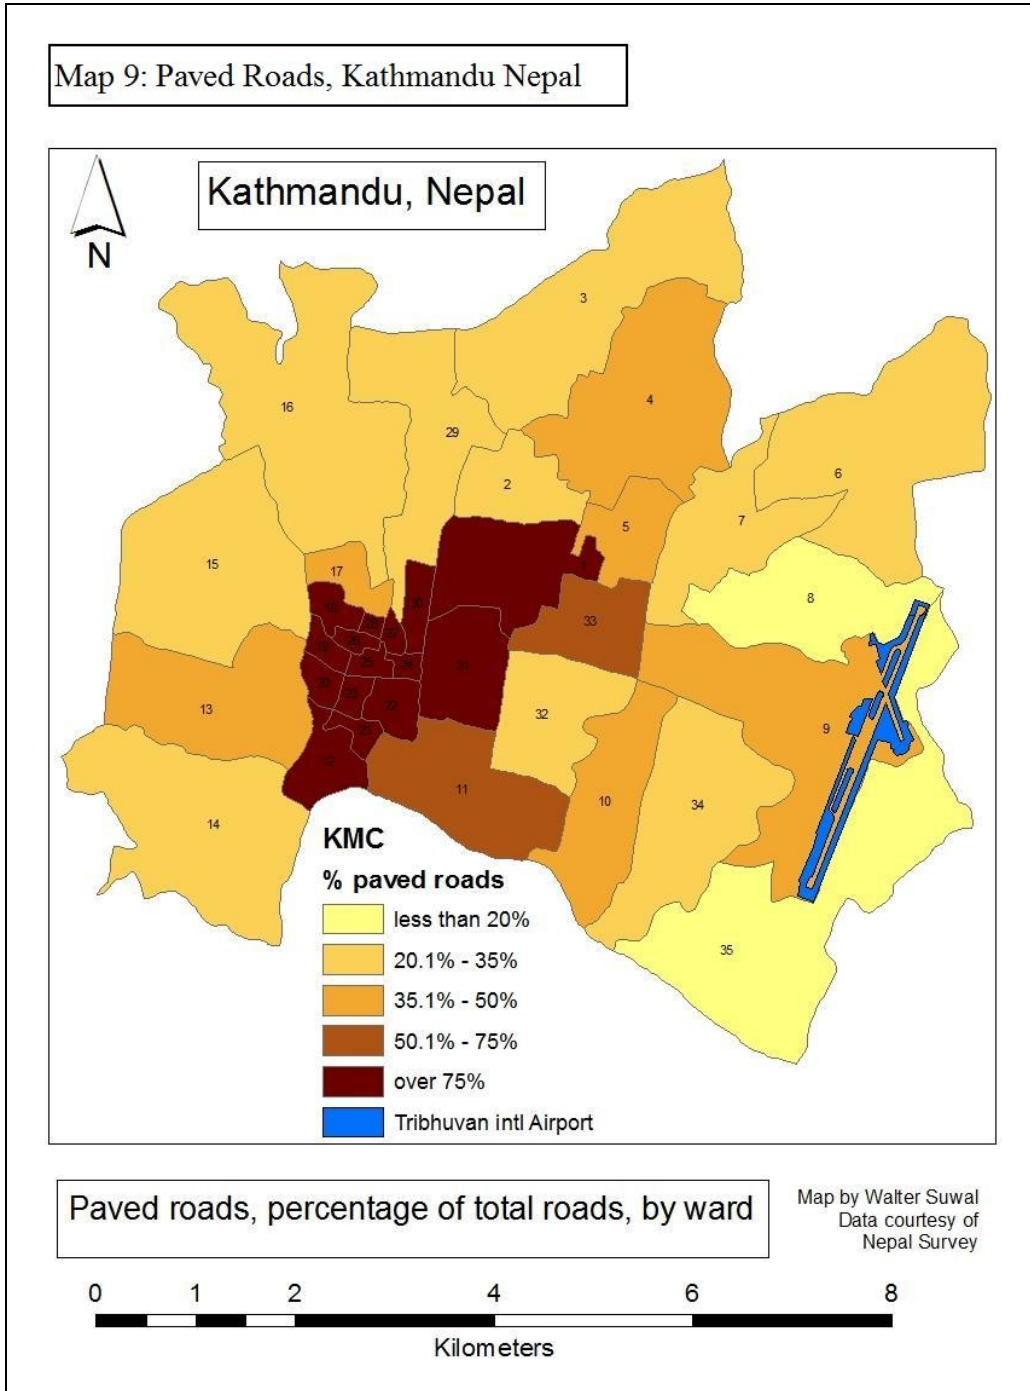 Map 9: Paved Roads, Kathmandu Nepal
Kathmandu, Nepal
N
3
4
16
29
6
2
7
5
15
17
1
8
30
33
31
13
32
9
22
12
11
10
34
14
35
KMC
% paved roads
less than 20%
20.1% - 35%
35.1% - 50%
50.1% - 75%
over 75%
Tribhuvan intl Airport
Paved roads, percentage of total roads, by ward
Map by Walter Suwal
Data courtesy of
Nepal Survey
0 1 2 4 6 8
Kilometers